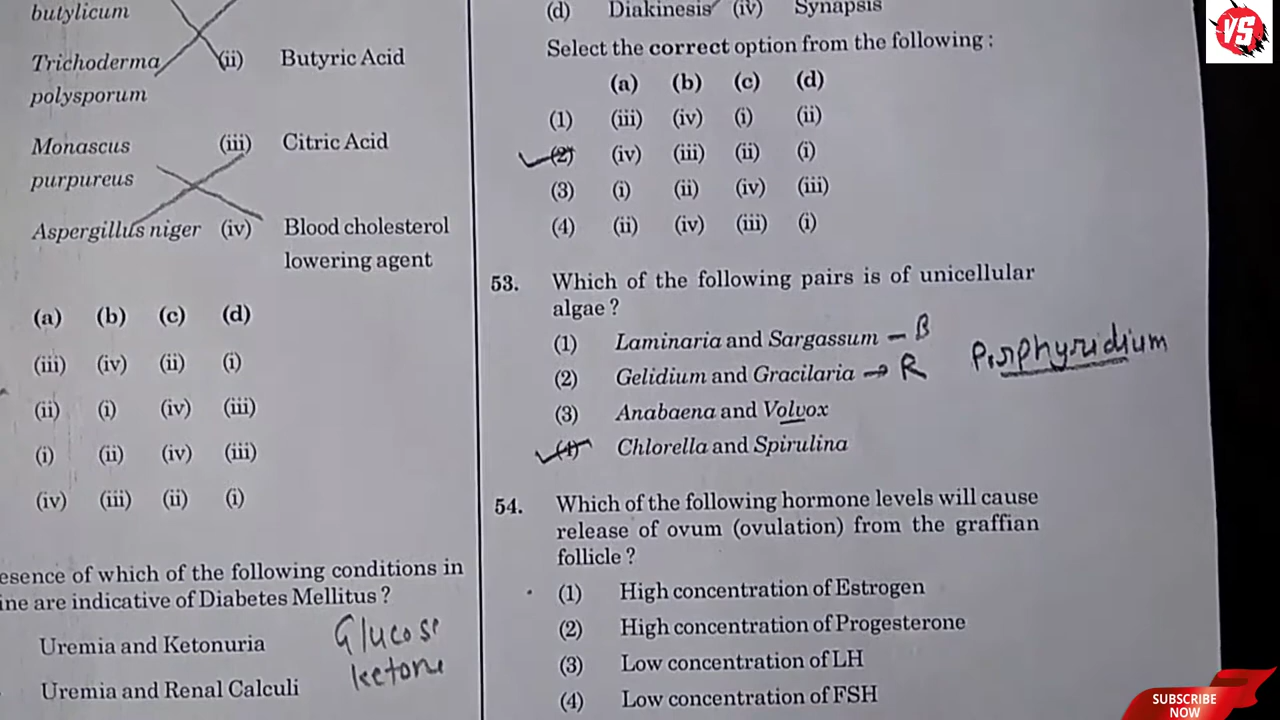 butylicum
Trichoderma (ii) Butyric Acid
polysporum
Monascus (iii) Citric Acid
purpureus
Aspergillus niger (iv) Blood cholesterol
lowering agent
(a) (b) (c) (d)
(iii) (iv) (ii) (i)
(ii) (i) (iv) (iii)
(i) (ii) (iv) (iii)
(iv) (iii) (ii) (i)
esence of which of the following conditions in
ine are indicative of Diabetes Mellitus ?
Uremia and Ketonuria
Glucose
Uremia and Renal Calculi
ketone
(d) Diakinesis (iv) Synapsis
Select the correct option from the following :
(a) (b) (c) (d)
(1) (iii) (iv) (i) (ii)
(2) (iv) (iii) (ii) (i)
(3) (i) (ii) (iv) (iii)
(4) (ii) (iv) (iii) (i)
53. Which of the following pairs is of unicellular
algae ?
(1) Laminaria and Sargassum – B
(2) Gelidium and Gracilaria → R
Porphyridium
(3) Anabaena and Volvox
(4) Chlorella and Spirulina
54. Which of the following hormone levels will cause
release of ovum (ovulation) from the graffian
follicle ?
(1) High concentration of Estrogen
(2) High concentration of Progesterone
(3) Low concentration of LH
(4) Low concentration of FSH
VS
SUBSCRIBE
NOW